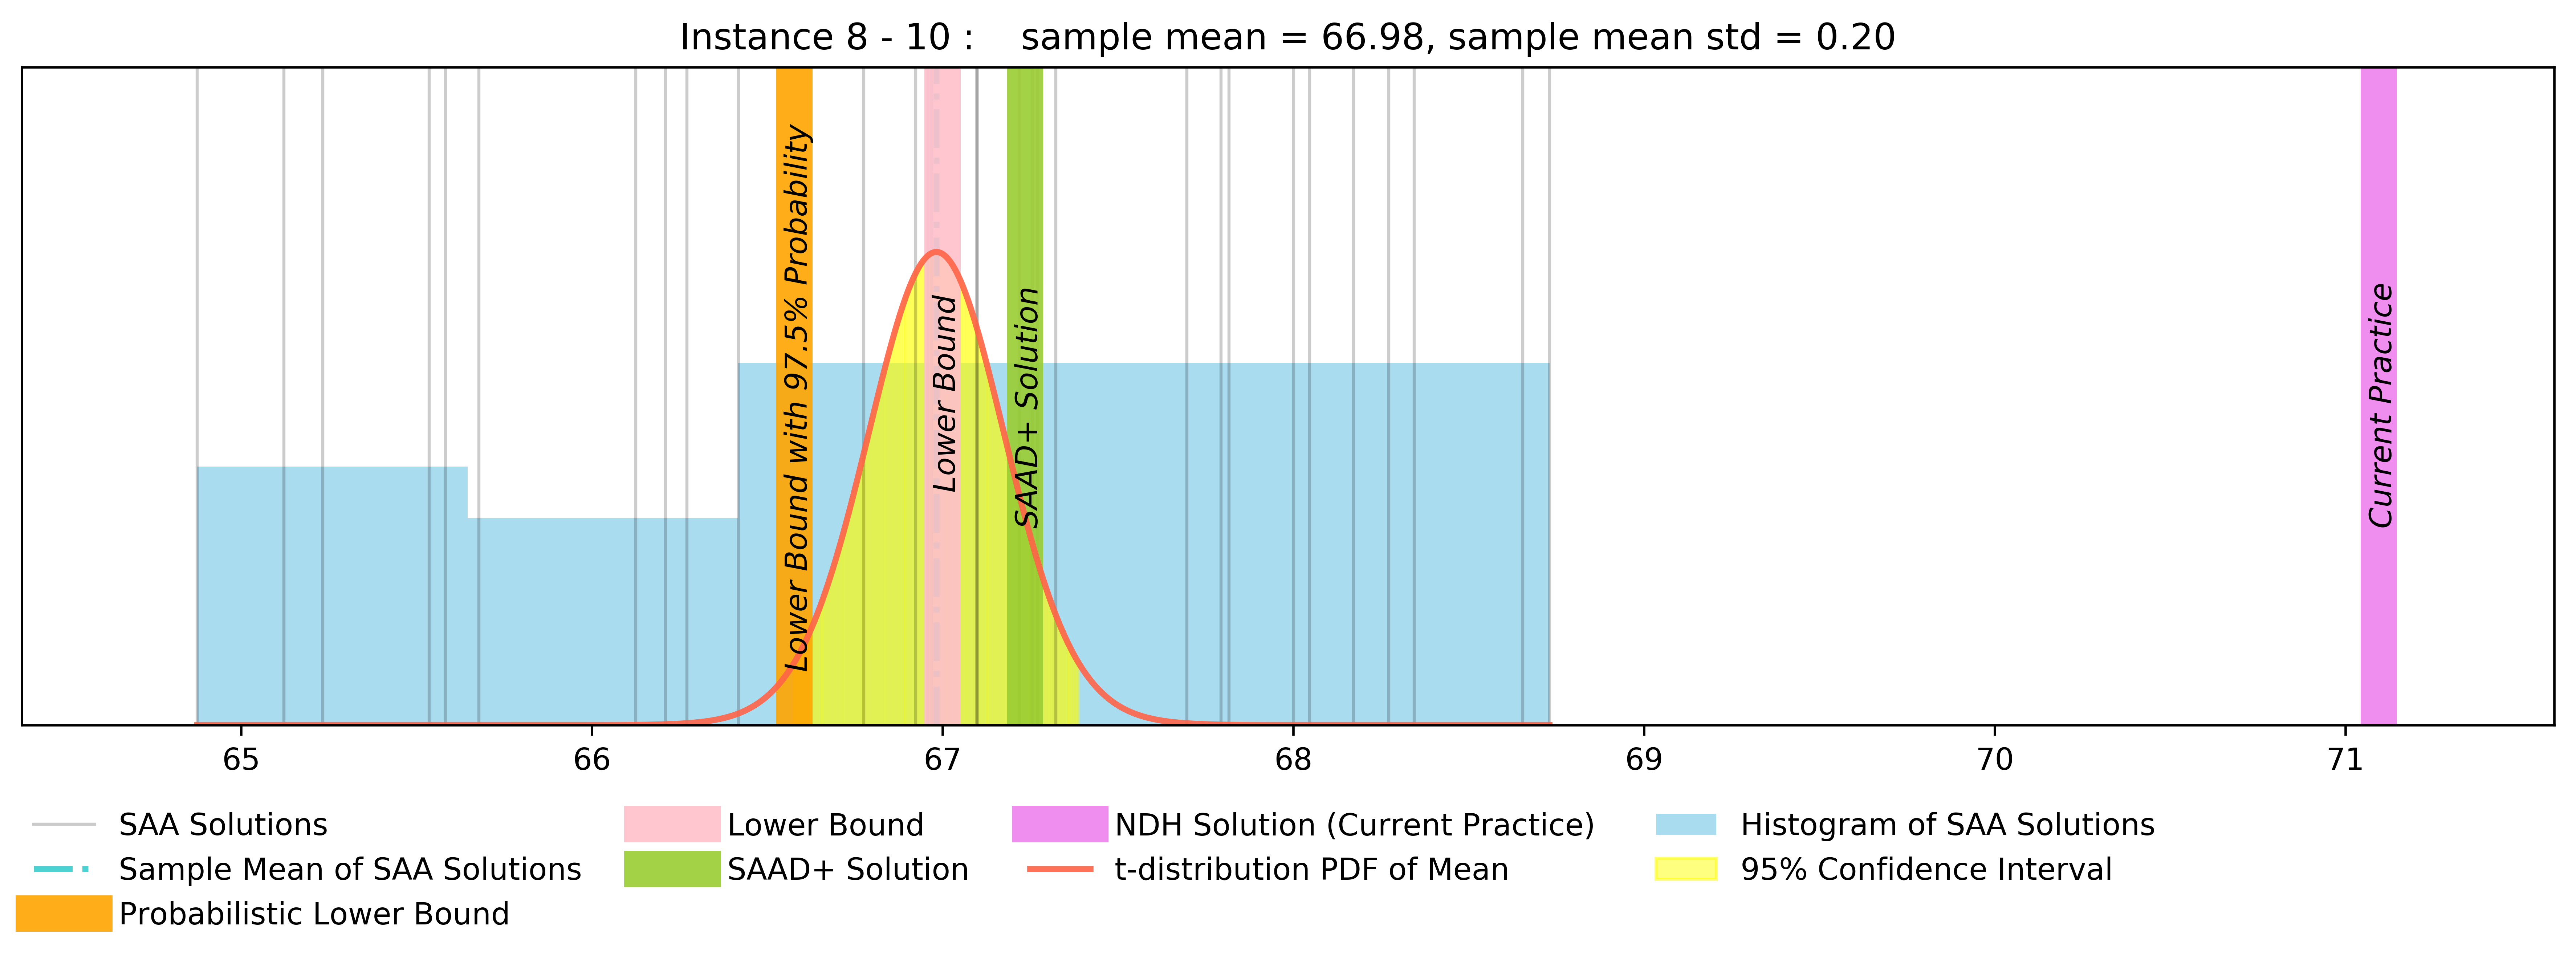 Instance 8 - 10 :    sample mean = 66.98, sample mean std = 0.20
Lower Bound with 97.5% Probability
Lower Bound
SAAD+ Solution
Current Practice
65 66 67 68 69 70 71
SAA Solutions
Sample Mean of SAA Solutions
Probabilistic Lower Bound
Lower Bound
SAAD+ Solution
NDH Solution (Current Practice)
t-distribution PDF of Mean
Histogram of SAA Solutions
95% Confidence Interval